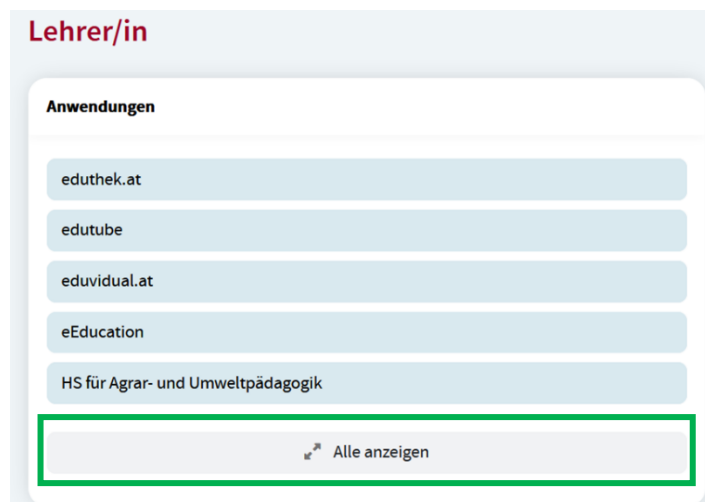 Lehrer/in
Anwendungen
eduthek.at
edutube
eduvidual.at
eEducation
HS für Agrar- und Umweltpädagogik
Alle anzeigen